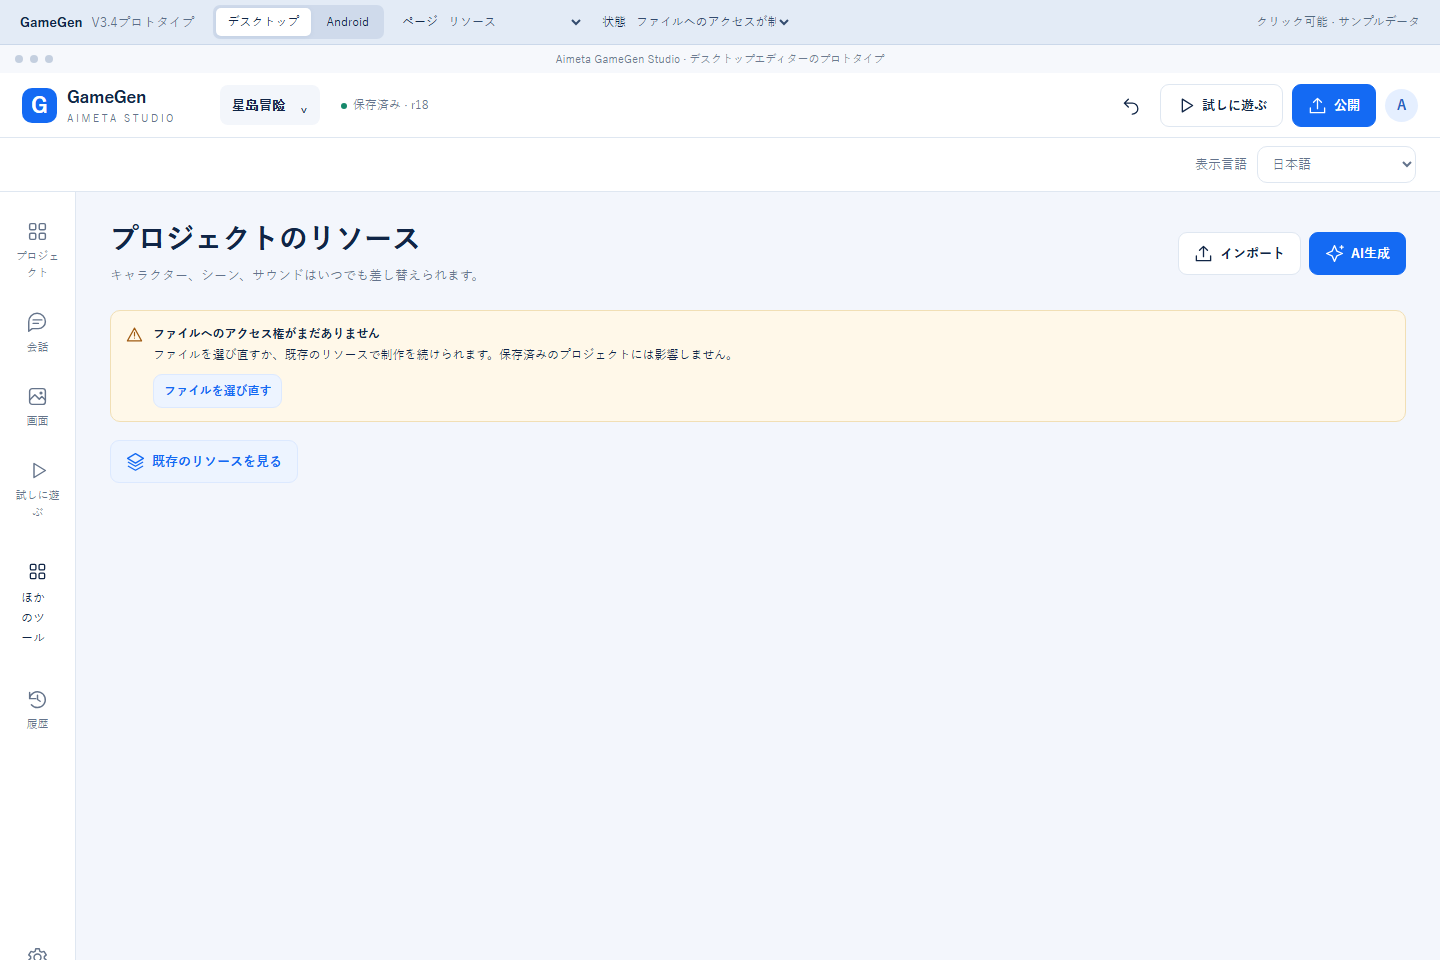 GameGen V3.4プロトタイプ デスクトップ Android ページ リソース 状態 ファイルへのアクセスが制 クリック可能 · サンプルデータ
Aimeta GameGen Studio · デスクトップエディターのプロトタイプ
G GameGen
AIMETA STUDIO
星岛冒险 保存済み · r18 試しに遊ぶ 公開 A
表示言語 日本語
プロジェ
クト
会話
画面
試しに遊
ぶ
ほか
のツ
ール
履歴
プロジェクトのリソース
キャラクター、シーン、サウンドはいつでも差し替えられます。
インポート AI生成
ファイルへのアクセス権がまだありません
ファイルを選び直すか、既存のリソースで制作を続けられます。保存済みのプロジェクトには影響しません。
ファイルを選び直す
既存のリソースを見る